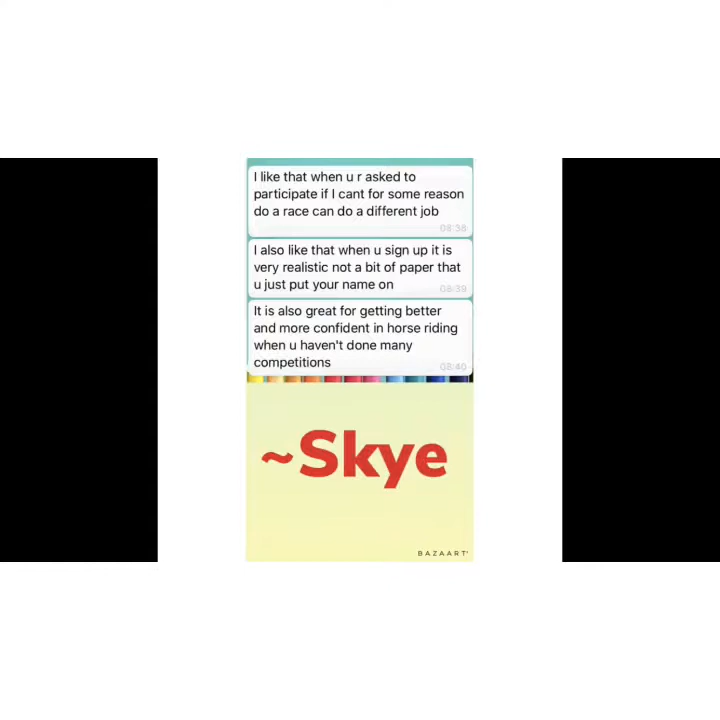 I like that when u r asked to
participate if I cant for some reason
do a race can do a different job
08:38
I also like that when u sign up it is
very realistic not a bit of paper that
u just put your name on
08:39
It is also great for getting better
and more confident in horse riding
when u haven't done many
competitions
08:40
~Skye
BAZAART